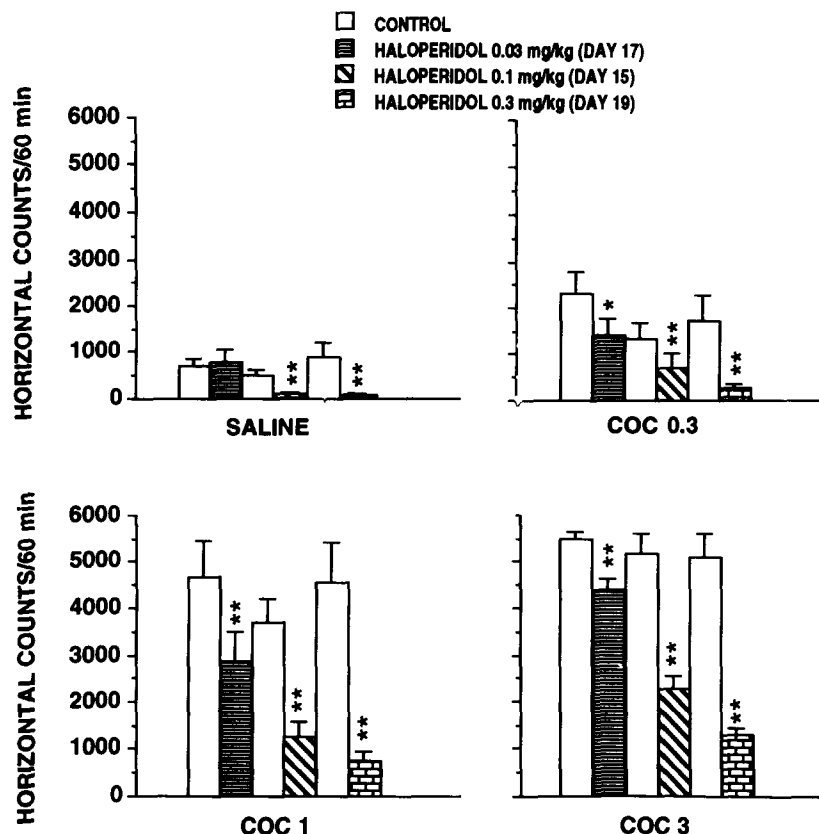 CONTROL
HALOPERIDOL 0.03 mg/kg (DAY 17)
HALOPERIDOL 0.1 mg/kg (DAY 15)
HALOPERIDOL 0.3 mg/kg (DAY 19)
HORIZONTAL COUNTS/60 min
6000
5000
4000
3000
2000
1000
0
**
**
SALINE
*
**
**
COC 0.3
HORIZONTAL COUNTS/60 min
6000
5000
4000
3000
2000
1000
0
**
**
**
COC 1
**
**
**
COC 3